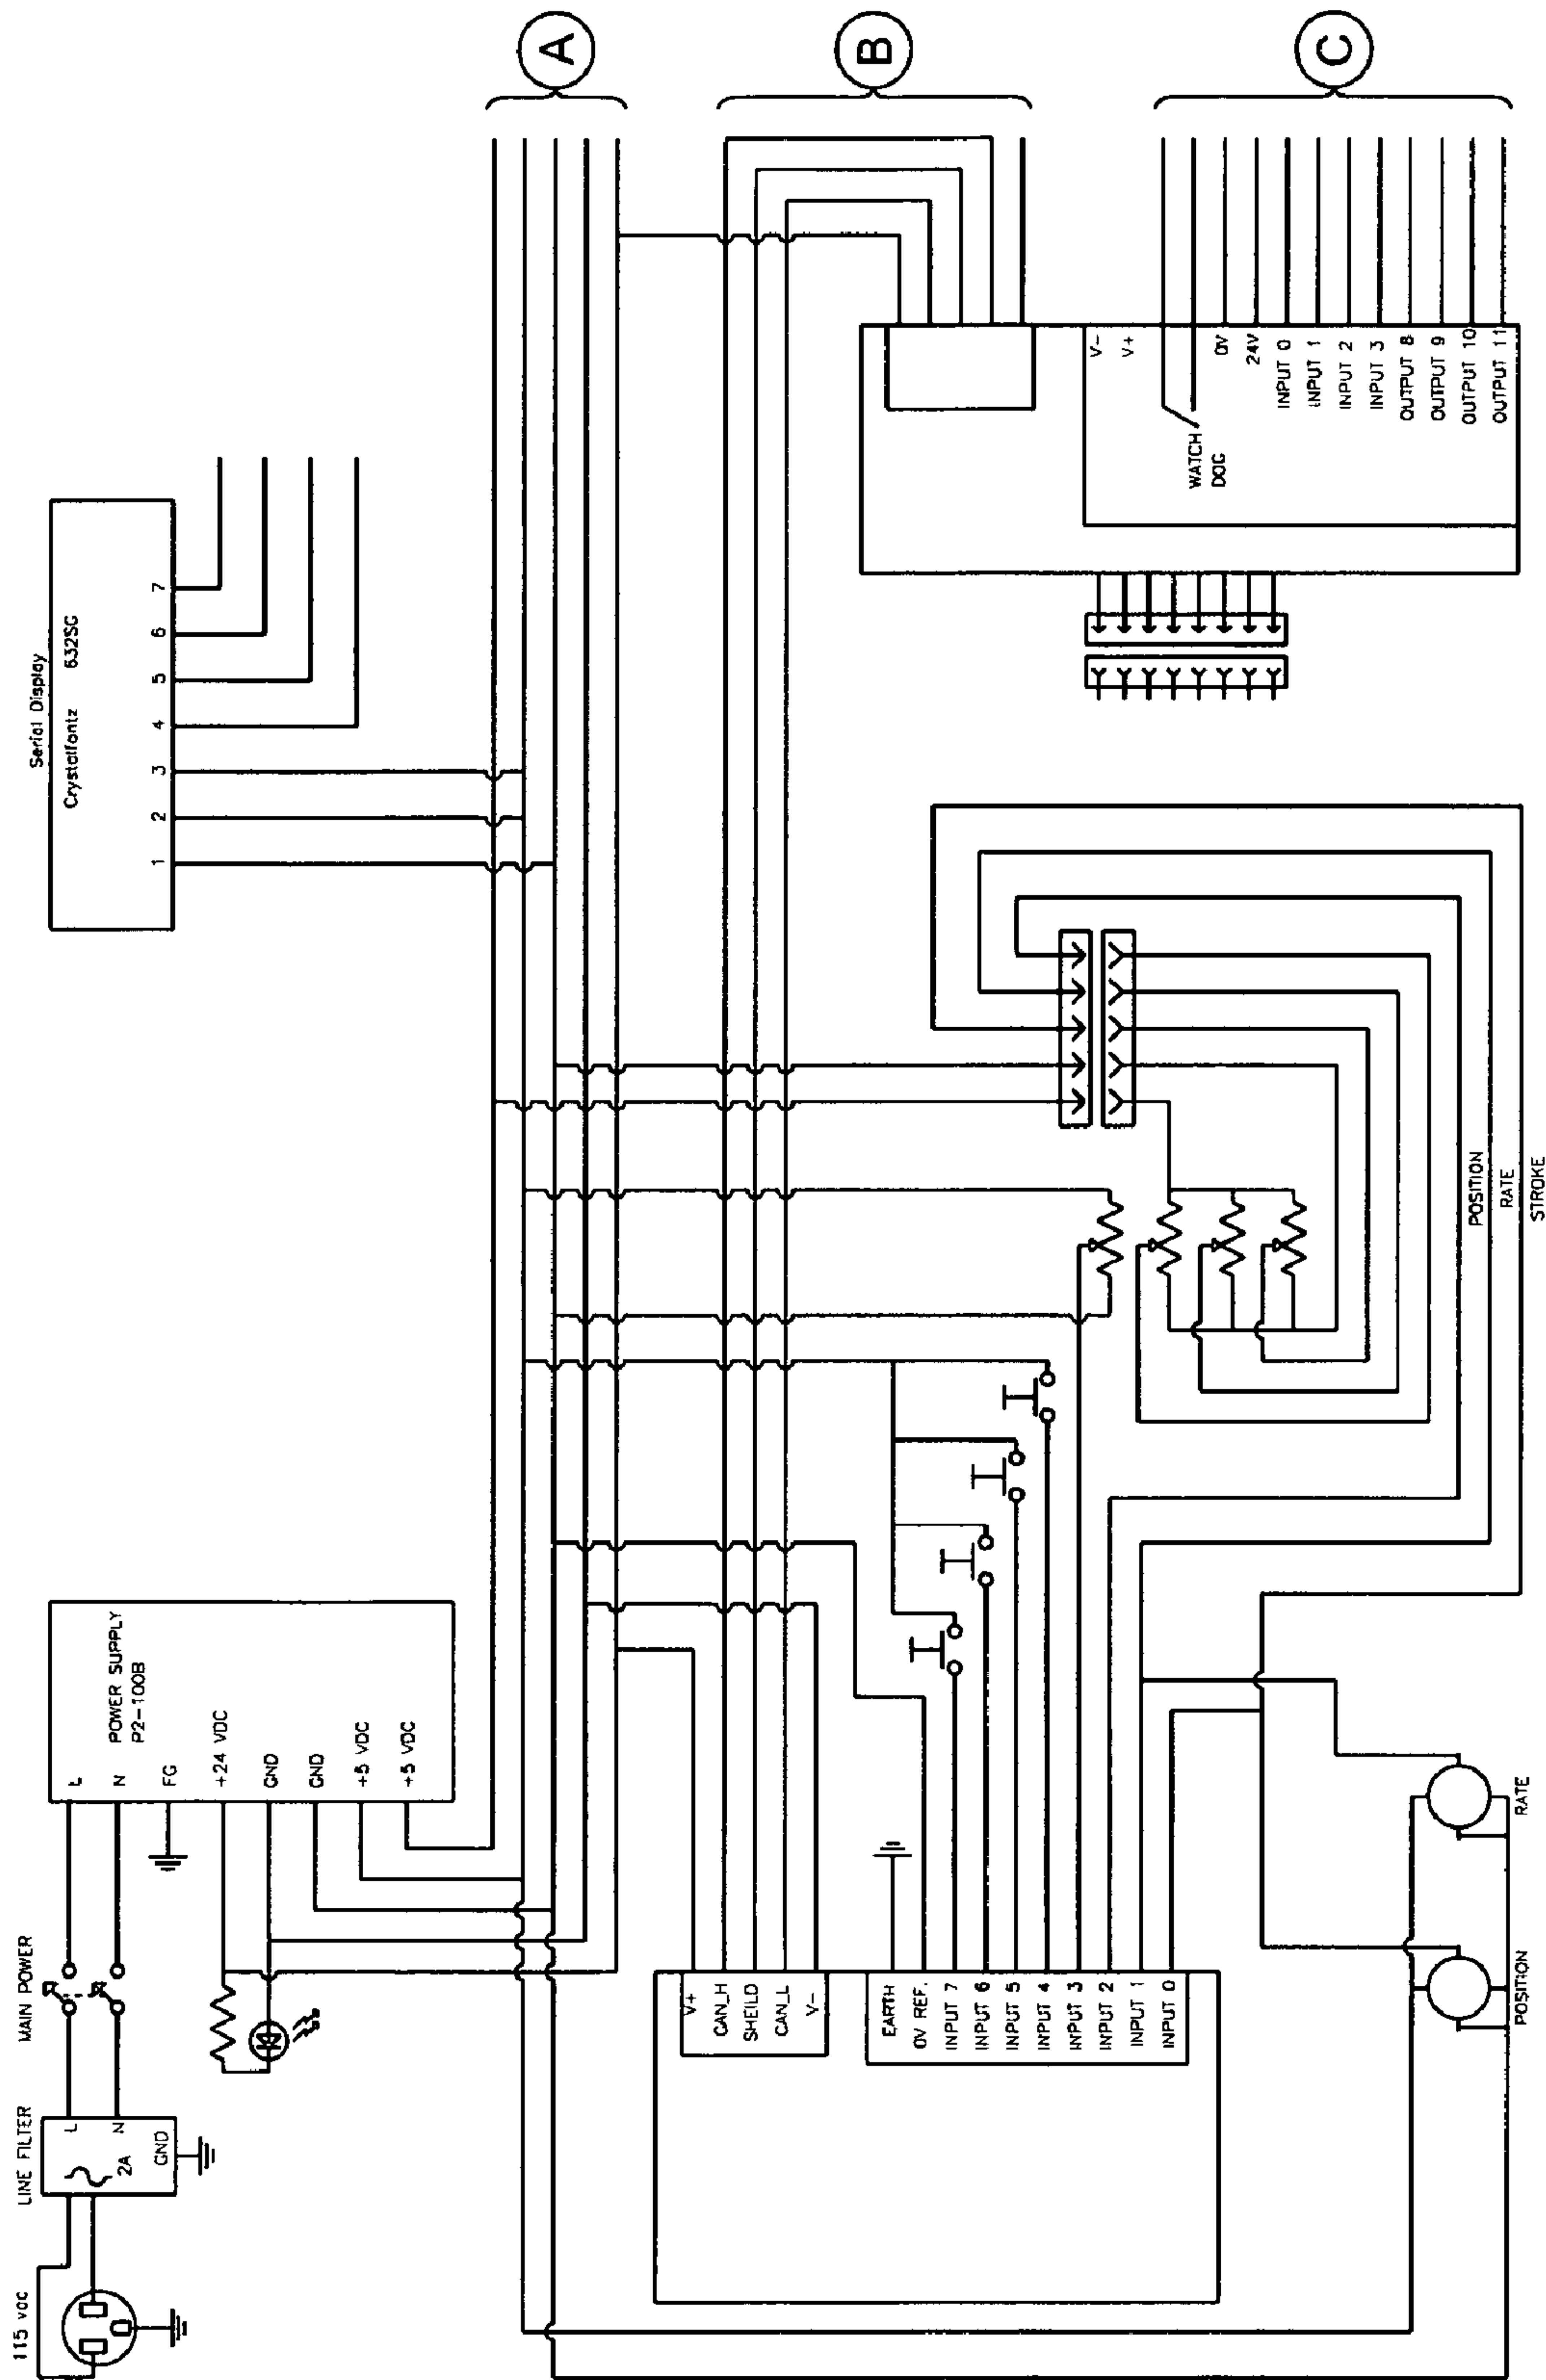 115 VDC
LINE FILTER
L
N
2A
GND
MAIN POWER
L
N
FG
+24 VDC
GND
GND
+5 VDC
+5 VDC
POWER SUPPLY
P2-100B
Serial Display
Crystalfontz 632SG
1
2
3
4
5
6
7
A
B
C
V+
CAN_H
SHEILD
CAN_L
V-
EARTH
0V REF.
INPUT 7
INPUT 6
INPUT 5
INPUT 4
INPUT 3
INPUT 2
INPUT 1
INPUT 0
POSITION
RATE
POSITION
RATE
STROKE
WATCH
DOG
V-
V+
0V
24V
INPUT 0
INPUT 1
INPUT 2
INPUT 3
OUTPUT 8
OUTPUT 9
OUTPUT 10
OUTPUT 11